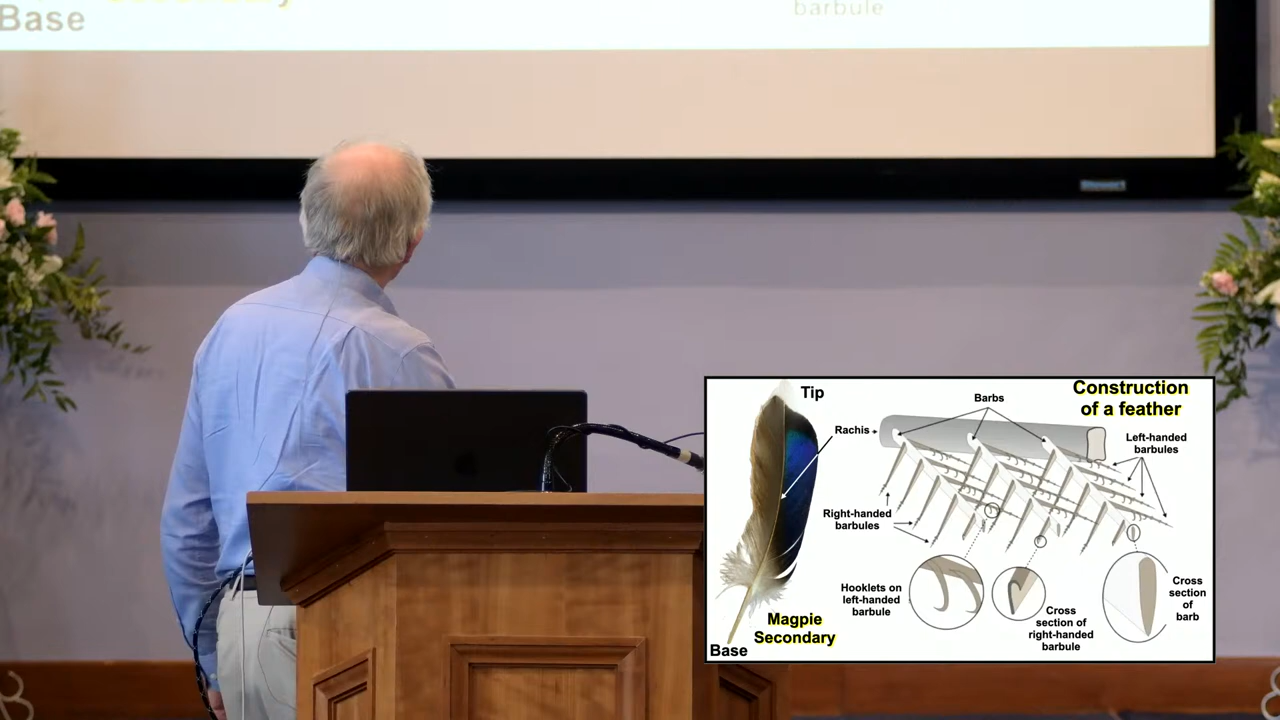 Base
barbule
Stewart
Tip
Construction
of a feather
Barbs
Rachis
Left-handed
barbules
Right-handed
barbules
Hooklets on
left-handed
barbule
Cross
section of
right-handed
barbule
Cross
section
of
barb
Magpie
Secondary
Base